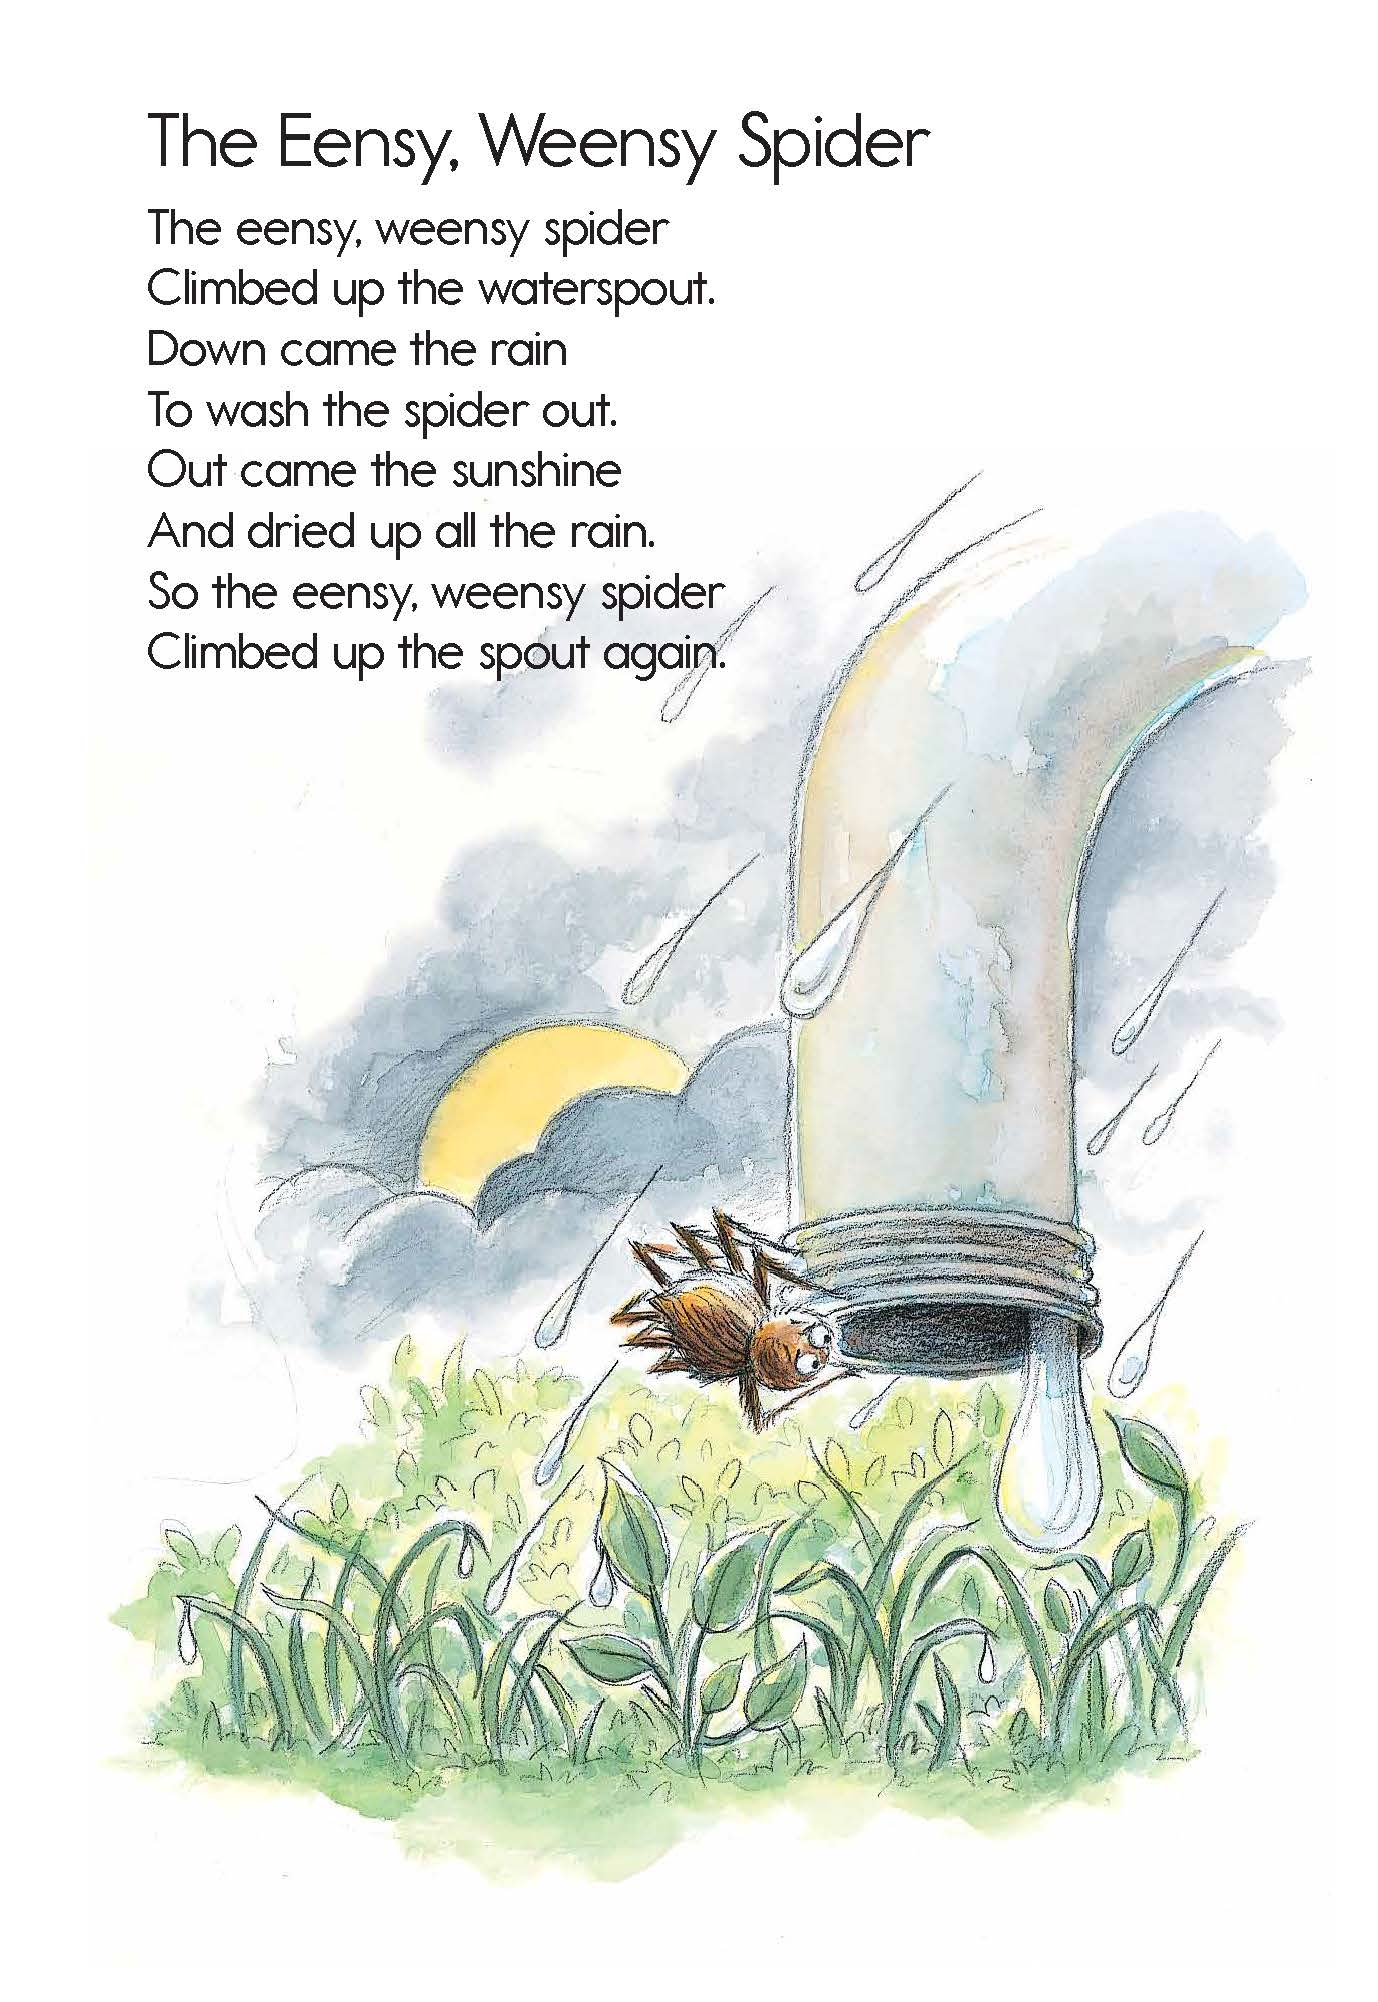 The Eensy, Weensy Spider
The eensy, weensy spider
Climbed up the waterspout.
Down came the rain
To wash the spider out.
Out came the sunshine
And dried up all the rain.
So the eensy, weensy spider
Climbed up the spout again.